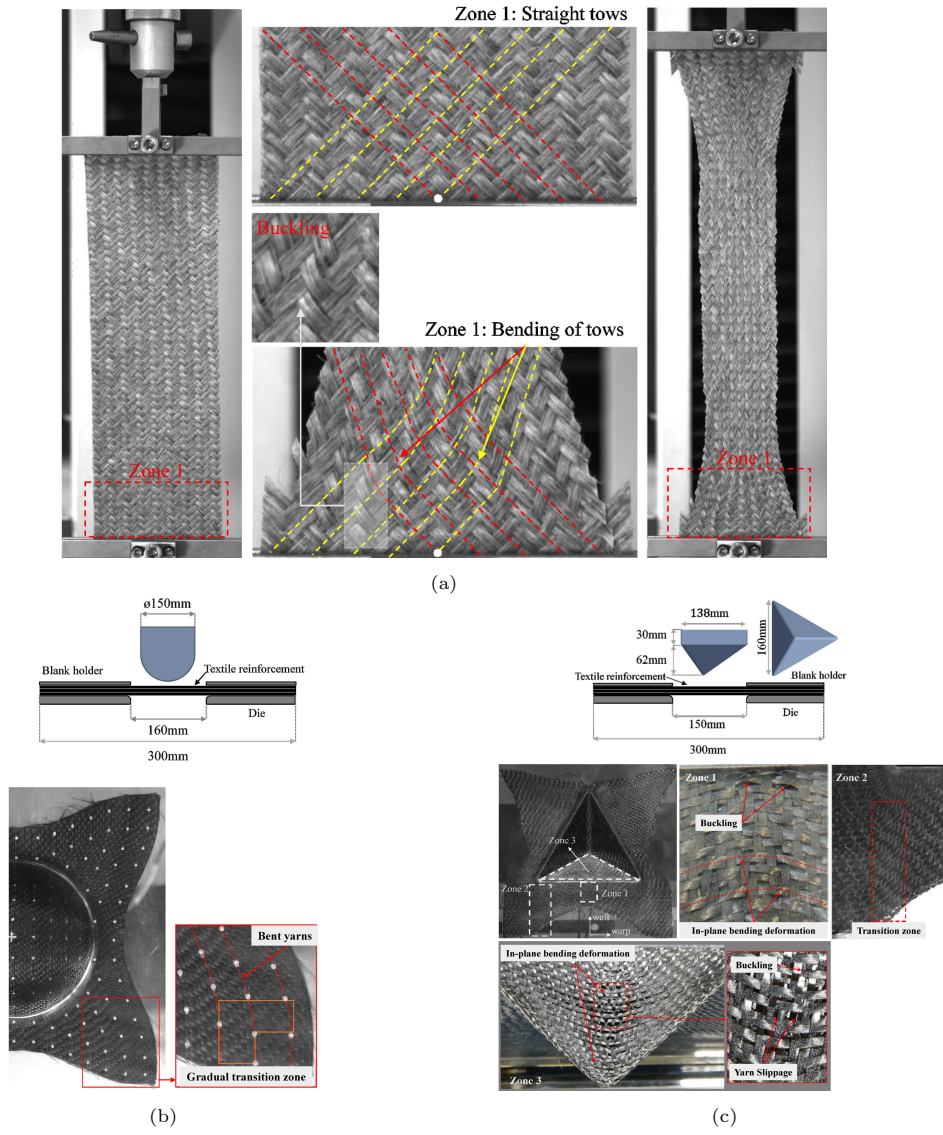 Zone 1: Straight tows
Buckling
Zone 1: Bending of tows
Zone 1
Zone 1
(a)
ø150mm
Blank holder
Textile reinforcement
Die
160mm
300mm
Bent yarns
Gradual transition zone
(b)
138mm
30mm
62mm
160mm
Textile reinforcement
Blank holder
Die
150mm
300mm
Zone 3
Zone 2
Zone 1
weft
warp
Zone 1
Buckling
In-plane bending deformation
Zone 2
Transition zone
In-plane bending deformation
Zone 3
Buckling
Yarn Slippage
(c)